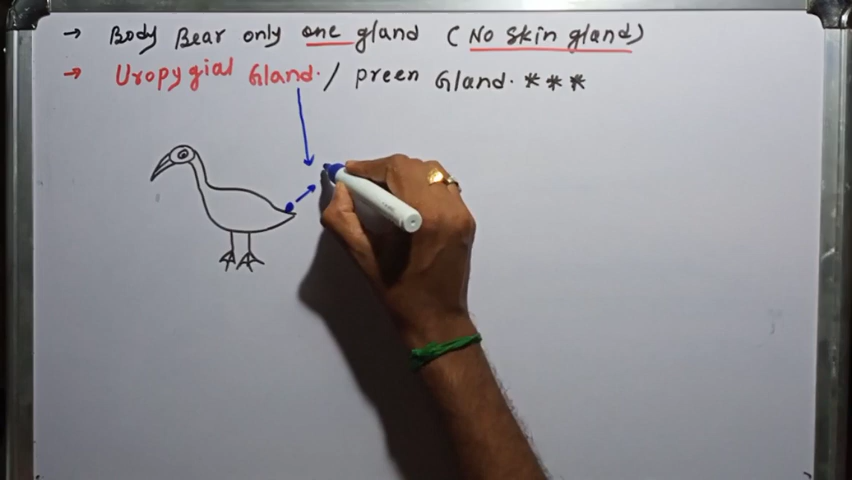 → Body Bear only one gland (No skin gland)
→ Uropygial Gland. / preen Gland. ***